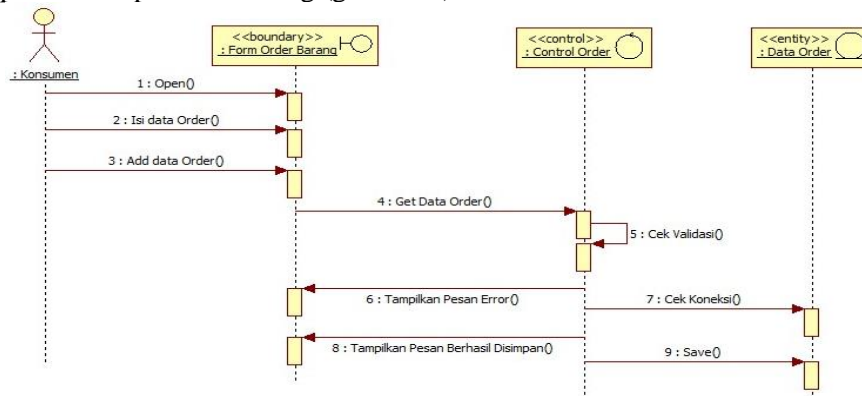 <<boundary>>
: Form Order Barang
<<control>>
: Control Order
<<entity>>
: Data Order
: Konsumen
1 : Open()
2 : Isi data Order()
3 : Add data Order()
4 : Get Data Order()
5 : Cek Validasi()
6 : Tampilkan Pesan Error()
7 : Cek Koneksi()
8 : Tampilkan Pesan Berhasil Disimpan()
9 : Save()